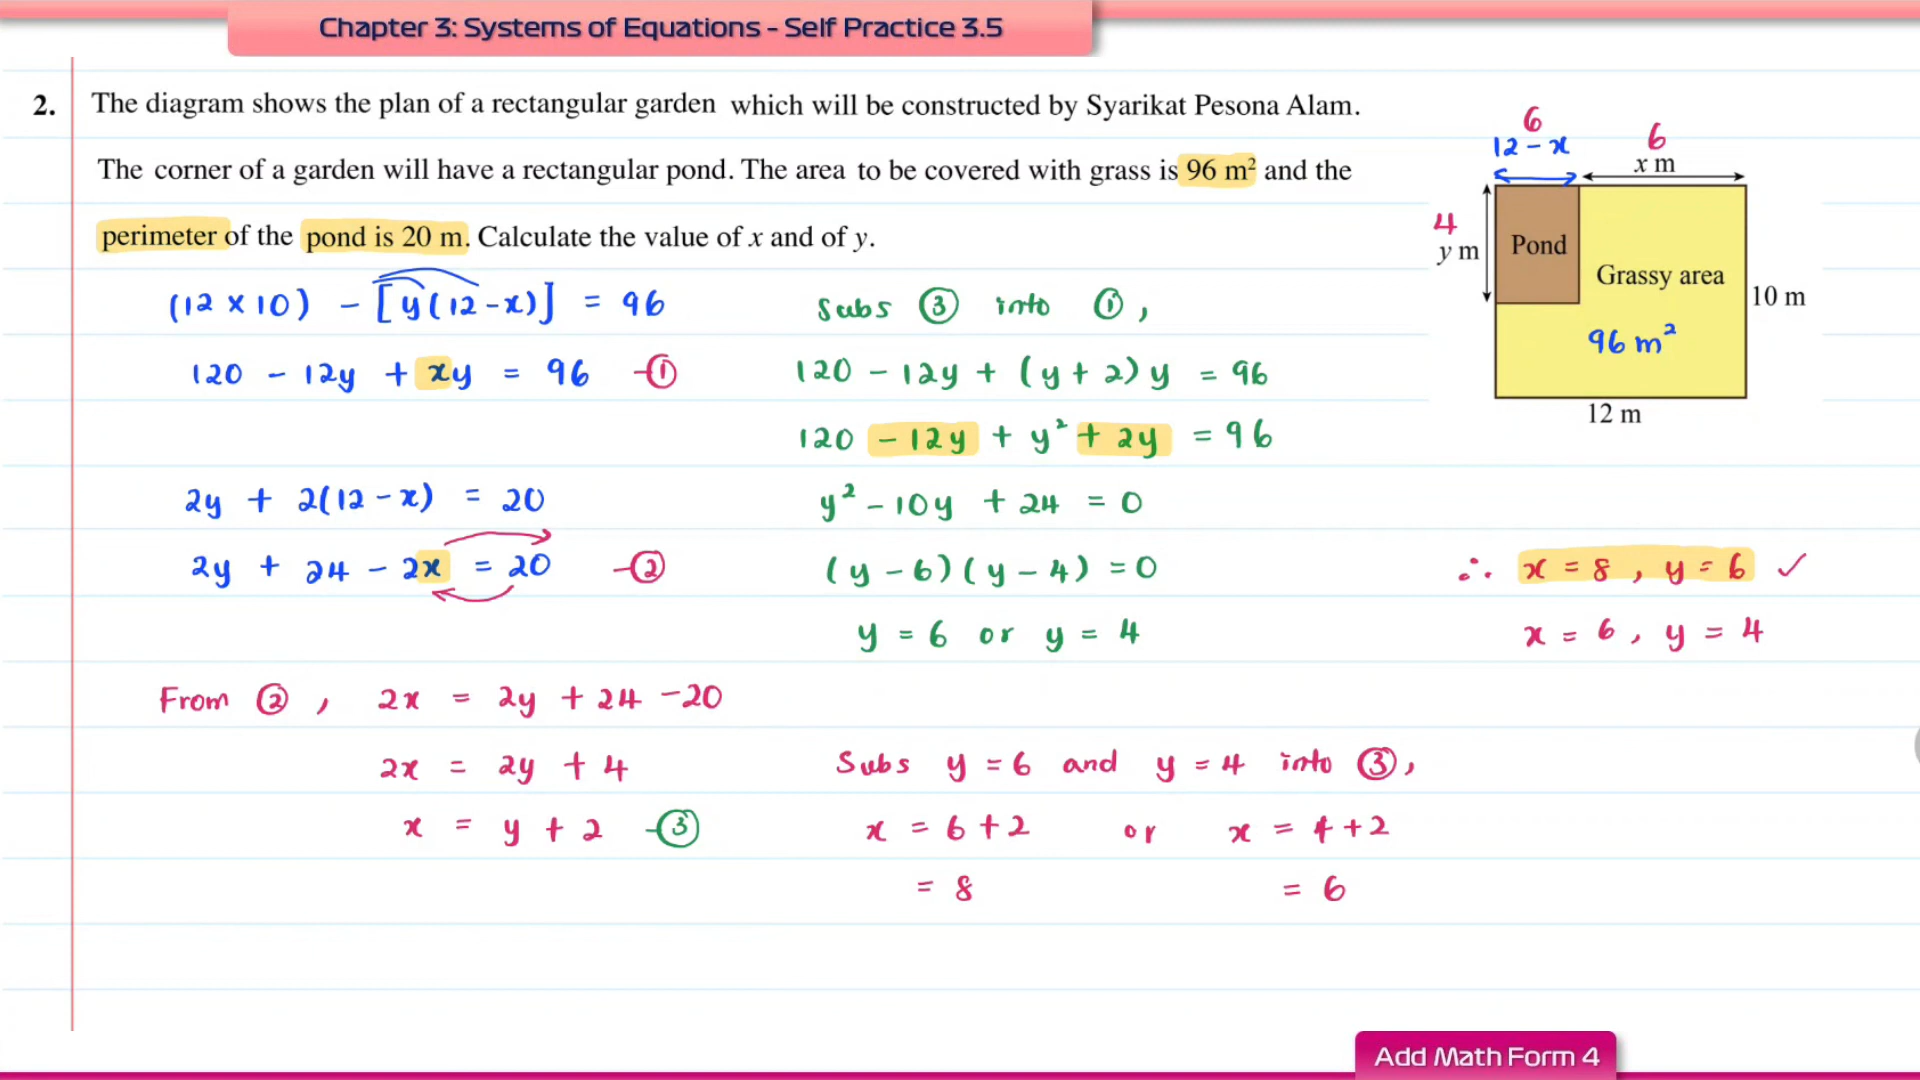 Chapter 3: Systems of Equations - Self Practice 3.5
2. The diagram shows the plan of a rectangular garden which will be constructed by Syarikat Pesona Alam.
The corner of a garden will have a rectangular pond. The area to be covered with grass is 96 m² and the
perimeter of the pond is 20 m. Calculate the value of x and of y.
6
12 - x
6
x m
4
y m
Pond
Grassy area
10 m
96 m²
12 m
(12 × 10) - [y(12 - x)] = 96
120 - 12y + xy = 96 -①
2y + 2(12 - x) = 20
2y + 24 - 2x = 20 -②
From ②, 2x = 2y + 24 - 20
2x = 2y + 4
x = y + 2 -③
Subs ③ into ①,
120 - 12y + (y + 2)y = 96
120 - 12y + y² + 2y = 96
y² - 10y + 24 = 0
(y - 6)(y - 4) = 0
y = 6 or y = 4
Subs y = 6 and y = 4 into ③,
x = 6 + 2 or x = 4 + 2
= 8 = 6
∴ x = 8, y = 6 ✓
x = 6, y = 4
Add Math Form 4